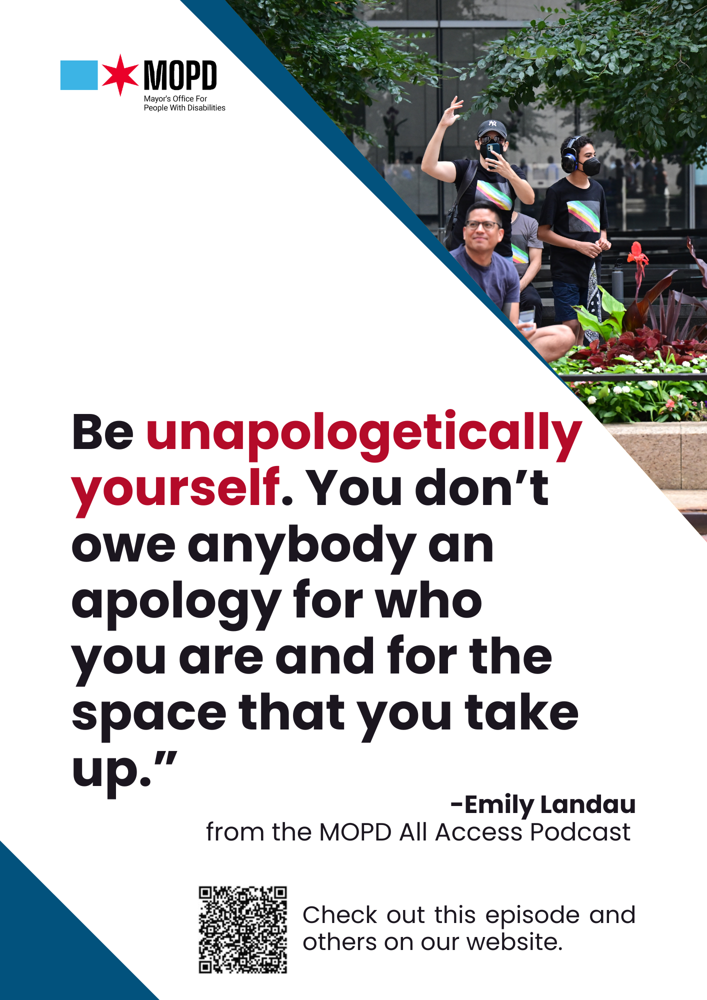 MOPD
Mayor's Office For
People With Disabilities
Be unapologetically
yourself. You don’t
owe anybody an
apology for who
you are and for the
space that you take
up.”
-Emily Landau
from the MOPD All Access Podcast
Check out this episode and
others on our website.